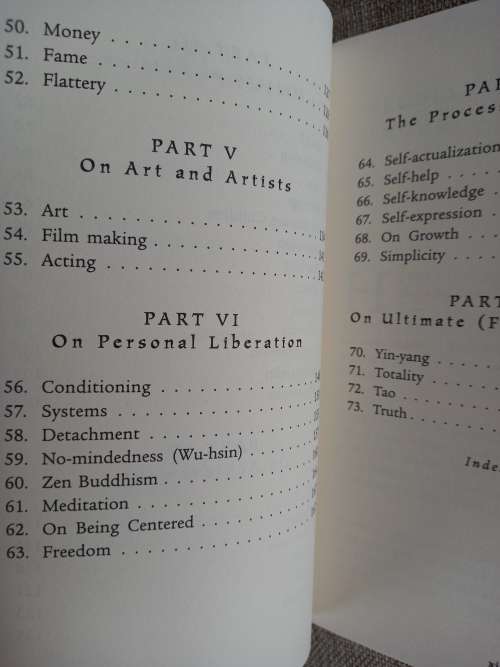 50. Money
51. Fame
52. Flattery
PART V
On Art and Artists
53. Art
54. Film making
55. Acting
PART VI
On Personal Liberation
56. Conditioning
57. Systems
58. Detachment
59. No-mindedness (Wu-hsin)
60. Zen Buddhism
61. Meditation
62. On Being Centered
63. Freedom
The
64. Self-actualization
65. Self-help
66. Self-knowledge
67. Self-expression
68. On Growth
69. Simplicity
PART
On Ultimate
70. Yin-yang
71. Totality
72. Tao
73. Truth